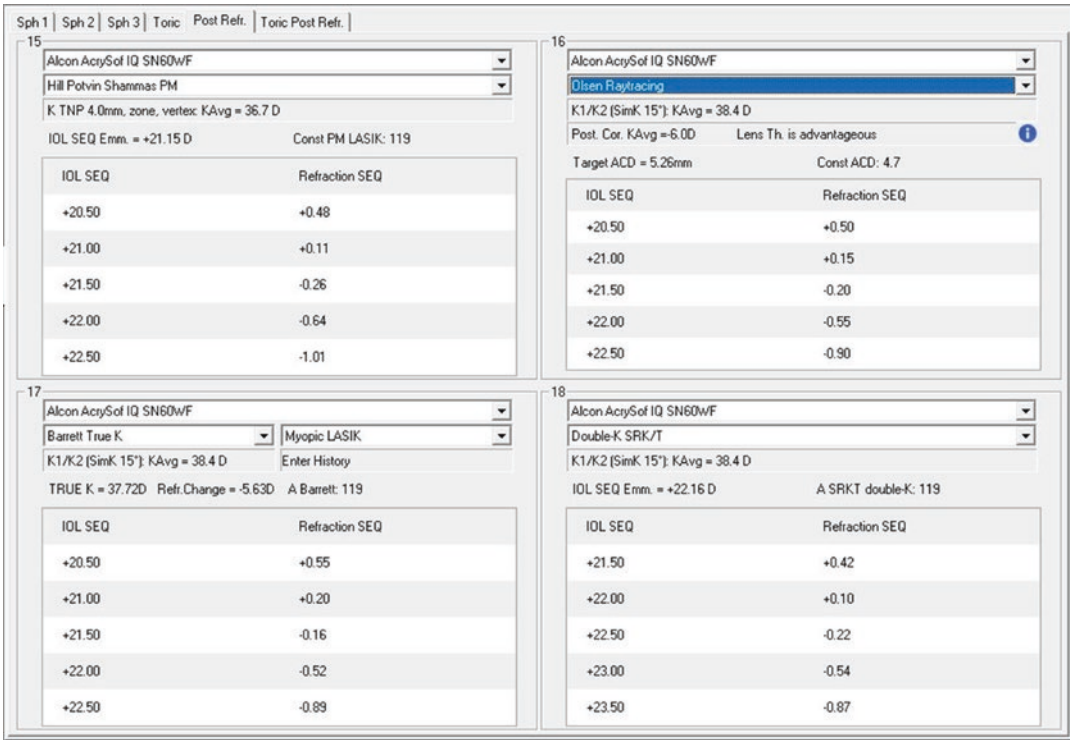 Sph 1 Sph 2 Sph 3 Toric Post Refr. Toric Post Refr.
15
Alcon AcrySof IQ SN60WF
Hill Potvin Shammas PM
K TNP 4.0mm, zone, vertex: KAvg = 36.7 D
IOL SEQ Emm. = +21.15 D Const PM LASIK: 119
IOL SEQ Refraction SEQ
+20.50 +0.48
+21.00 +0.11
+21.50 -0.26
+22.00 -0.64
+22.50 -1.01
16
Alcon AcrySof IQ SN60WF
Olsen Raytracing
K1/K2 (SimK 15°): KAvg = 38.4 D
Post. Cor. KAvg =-6.0D Lens Th. is advantageous
Target ACD = 5.26mm Const ACD: 4.7
IOL SEQ Refraction SEQ
+20.50 +0.50
+21.00 +0.15
+21.50 -0.20
+22.00 -0.55
+22.50 -0.90
17
Alcon AcrySof IQ SN60WF
Barrett True K Myopic LASIK
K1/K2 (SimK 15°): KAvg = 38.4 D Enter History
TRUE K = 37.72D Refr.Change = -5.63D A Barrett: 119
IOL SEQ Refraction SEQ
+20.50 +0.55
+21.00 +0.20
+21.50 -0.16
+22.00 -0.52
+22.50 -0.89
18
Alcon AcrySof IQ SN60WF
Double-K SRK/T
K1/K2 (SimK 15°): KAvg = 38.4 D
IOL SEQ Emm. = +22.16 D A SRKT double-K: 119
IOL SEQ Refraction SEQ
+21.50 +0.42
+22.00 +0.10
+22.50 -0.22
+23.00 -0.54
+23.50 -0.87